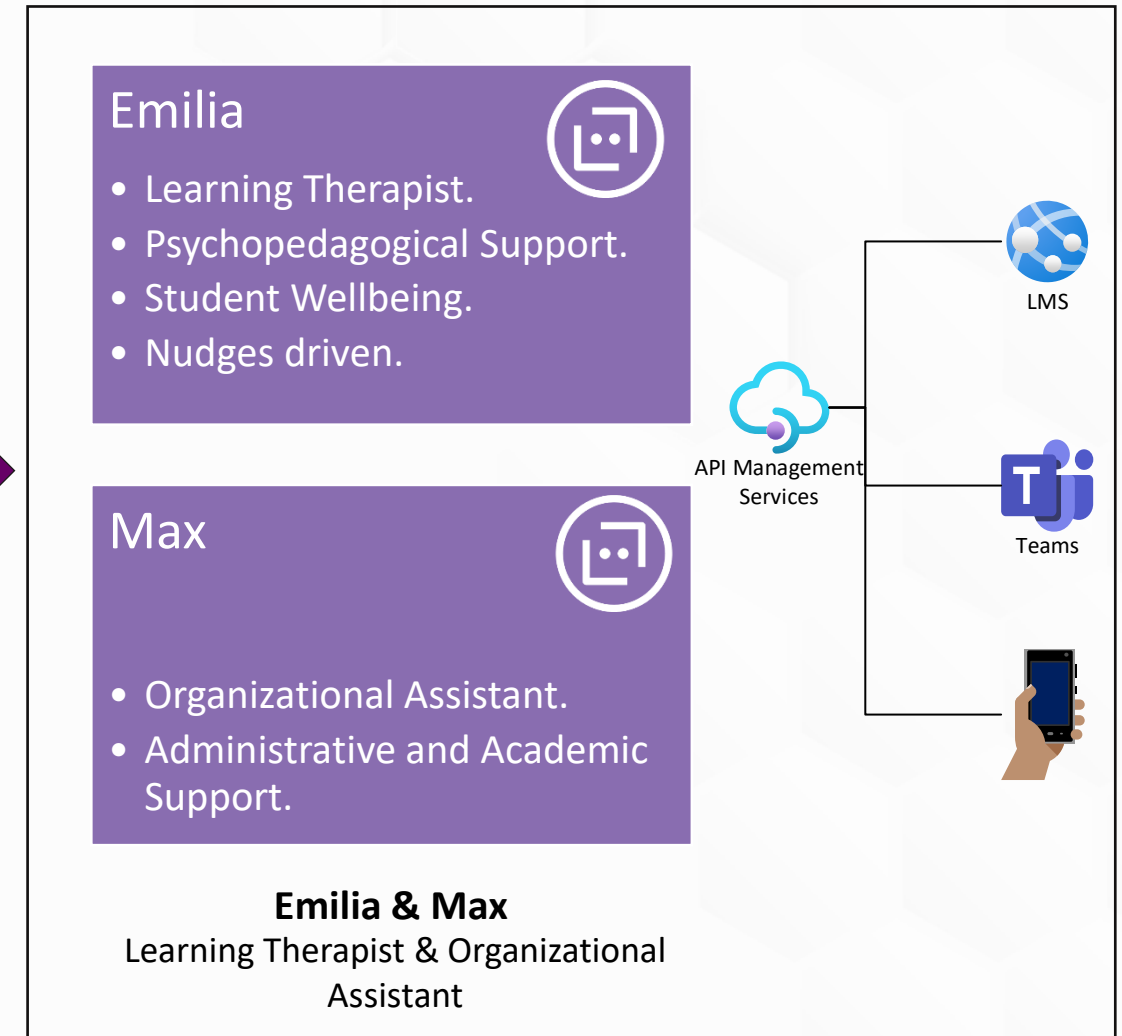 Emilia
• Learning Therapist.
• Psychopedagogical Support.
• Student Wellbeing.
• Nudges driven.
Max
• Organizational Assistant.
• Administrative and Academic
Support.
Emilia & Max
Learning Therapist & Organizational
Assistant
API Management
Services
LMS
T
Teams